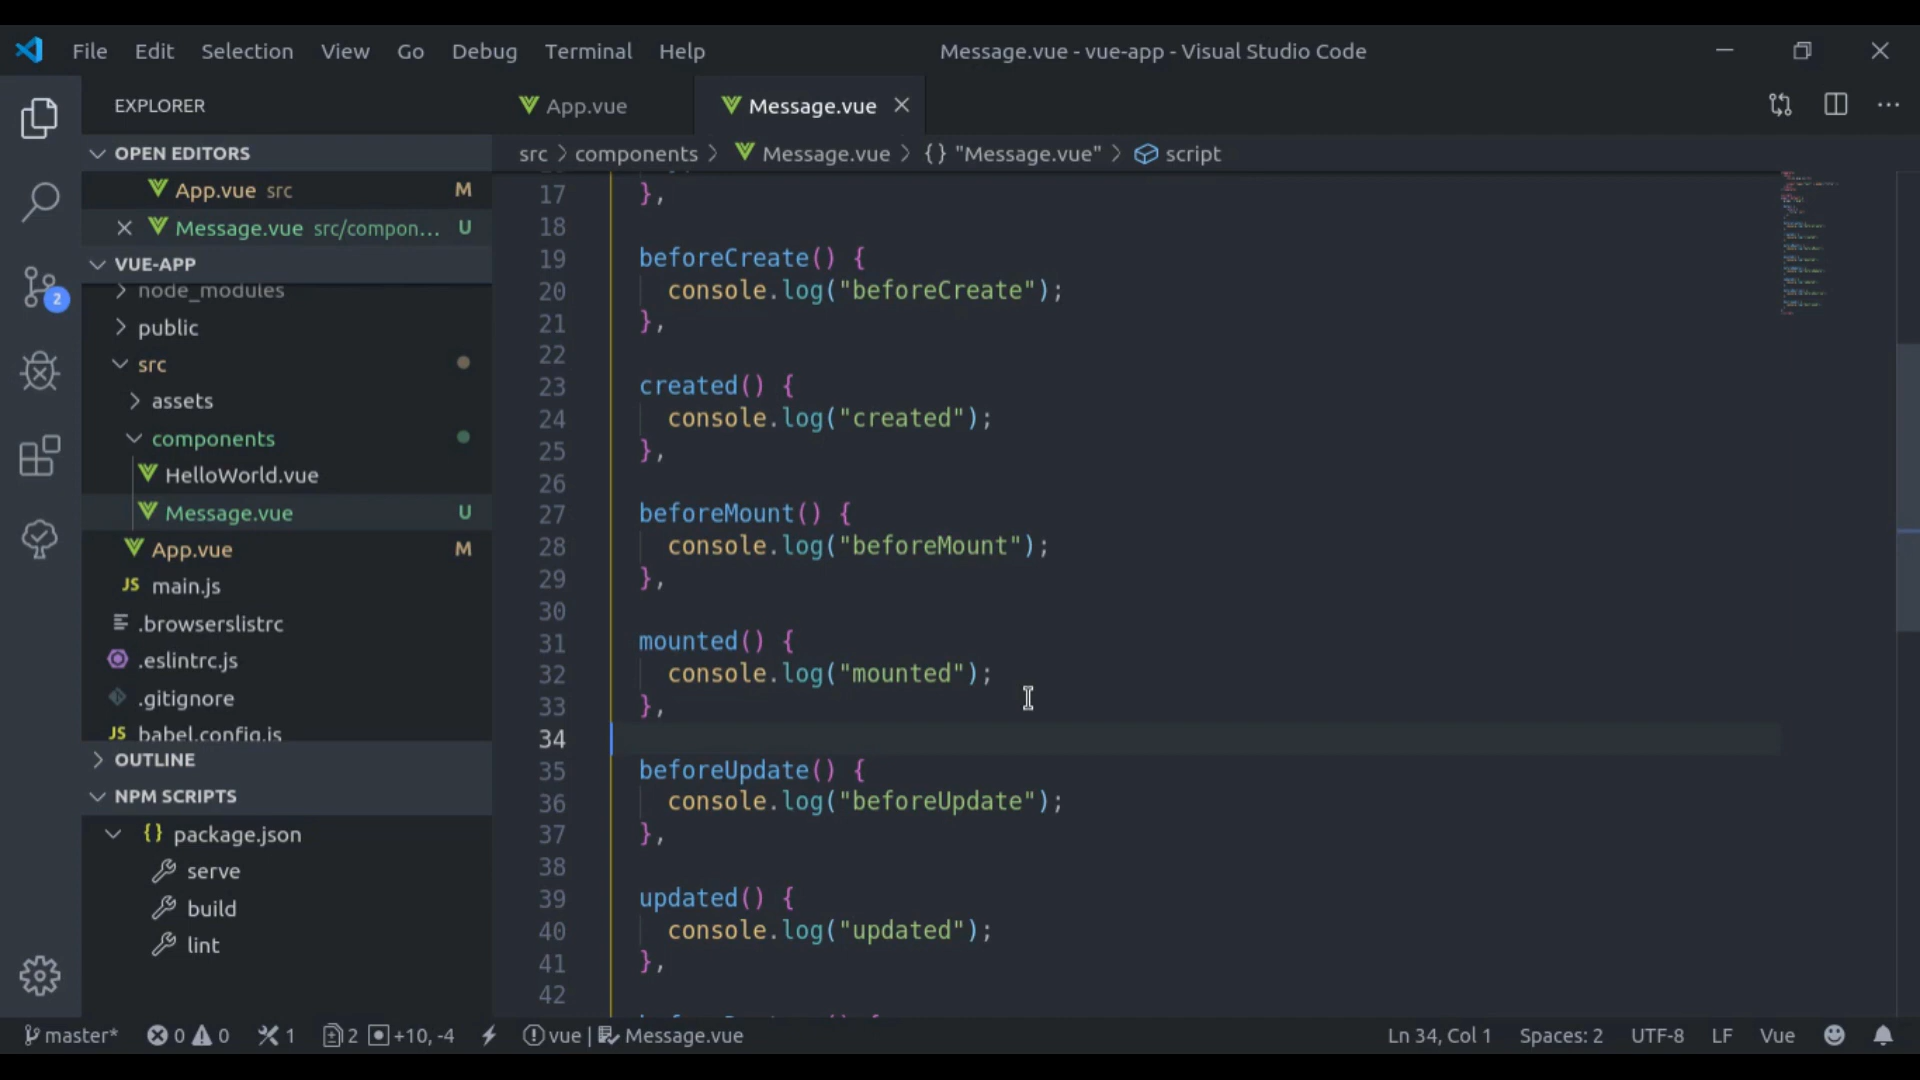 File Edit Selection View Go Debug Terminal Help
Message.vue - vue-app - Visual Studio Code
EXPLORER
OPEN EDITORS
App.vue src M
Message.vue src/compon... U
VUE-APP
node_modules
public
src
assets
components
HelloWorld.vue
Message.vue U
App.vue M
JS main.js
.browserslistrc
.eslintrc.js
.gitignore
JS babel.config.js
OUTLINE
NPM SCRIPTS
{} package.json
serve
build
lint
2
App.vue Message.vue
src > components > Message.vue > {} "Message.vue" > script
17 },
18
19 beforeCreate() {
20 console.log("beforeCreate");
21 },
22
23 created() {
24 console.log("created");
25 },
26
27 beforeMount() {
28 console.log("beforeMount");
29 },
30
31 mounted() {
32 console.log("mounted");
33 },
34
35 beforeUpdate() {
36 console.log("beforeUpdate");
37 },
38
39 updated() {
40 console.log("updated");
41 },
42
master* 0 0 1 2 +10, -4 vue | Message.vue Ln 34, Col 1 Spaces: 2 UTF-8 LF Vue